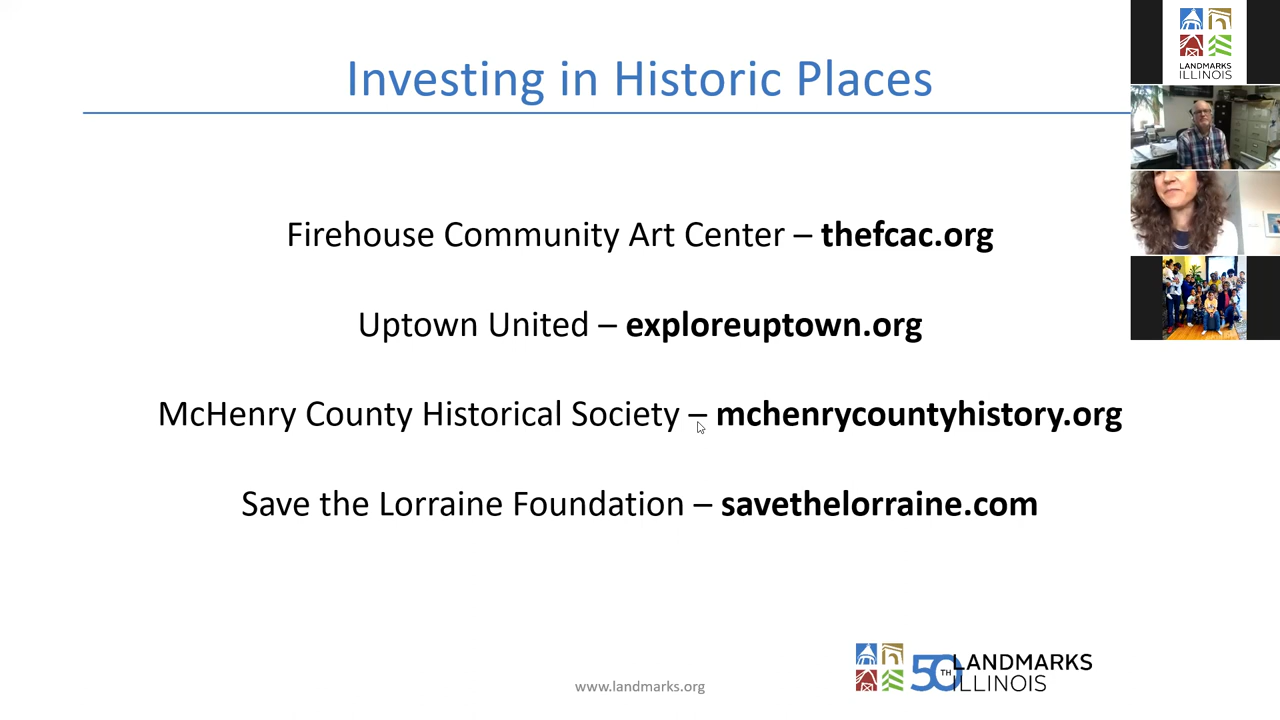 Investing in Historic Places
LANDMARKS
ILLINOIS
Firehouse Community Art Center – thefcac.org
Uptown United – exploreuptown.org
McHenry County Historical Society – mchenrycountyhistory.org
Save the Lorraine Foundation – savethelorraine.com
www.landmarks.org
50TH LANDMARKS
ILLINOIS